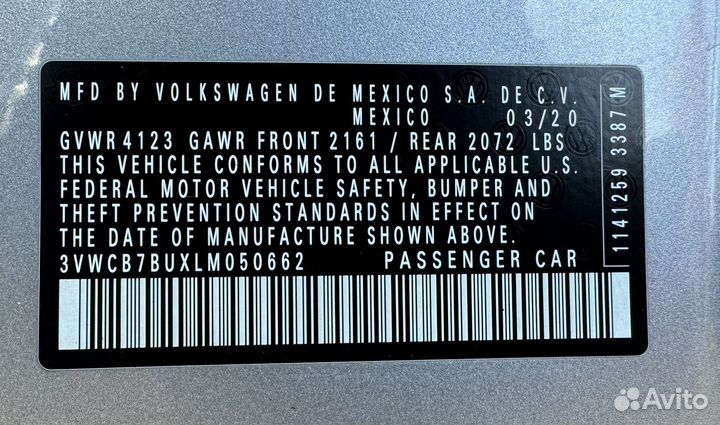 MFD BY VOLKSWAGEN DE MEXICO S.A. DE C.V.
MEXICO 03/20
GVWR 4123 GAWR FRONT 2161 / REAR 2072 LBS
THIS VEHICLE CONFORMS TO ALL APPLICABLE U.S.
FEDERAL MOTOR VEHICLE SAFETY, BUMPER AND
THEFT PREVENTION STANDARDS IN EFFECT ON
THE DATE OF MANUFACTURE SHOWN ABOVE.
3VWCB7BUXLM050662 PASSENGER CAR
1141259 3387 M
Avito